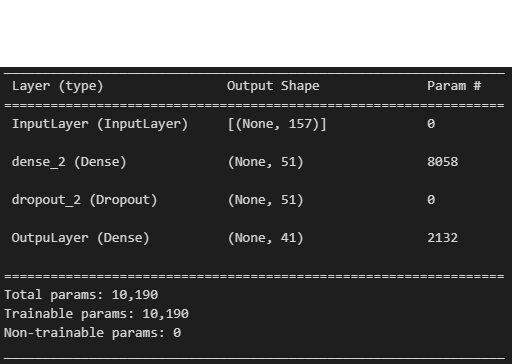 Layer (type) Output Shape Param #
InputLayer (InputLayer) [(None, 157)] 0
dense_2 (Dense) (None, 51) 8058
dropout_2 (Dropout) (None, 51) 0
OutpuLayer (Dense) (None, 41) 2132
Total params: 10,190
Trainable params: 10,190
Non-trainable params: 0